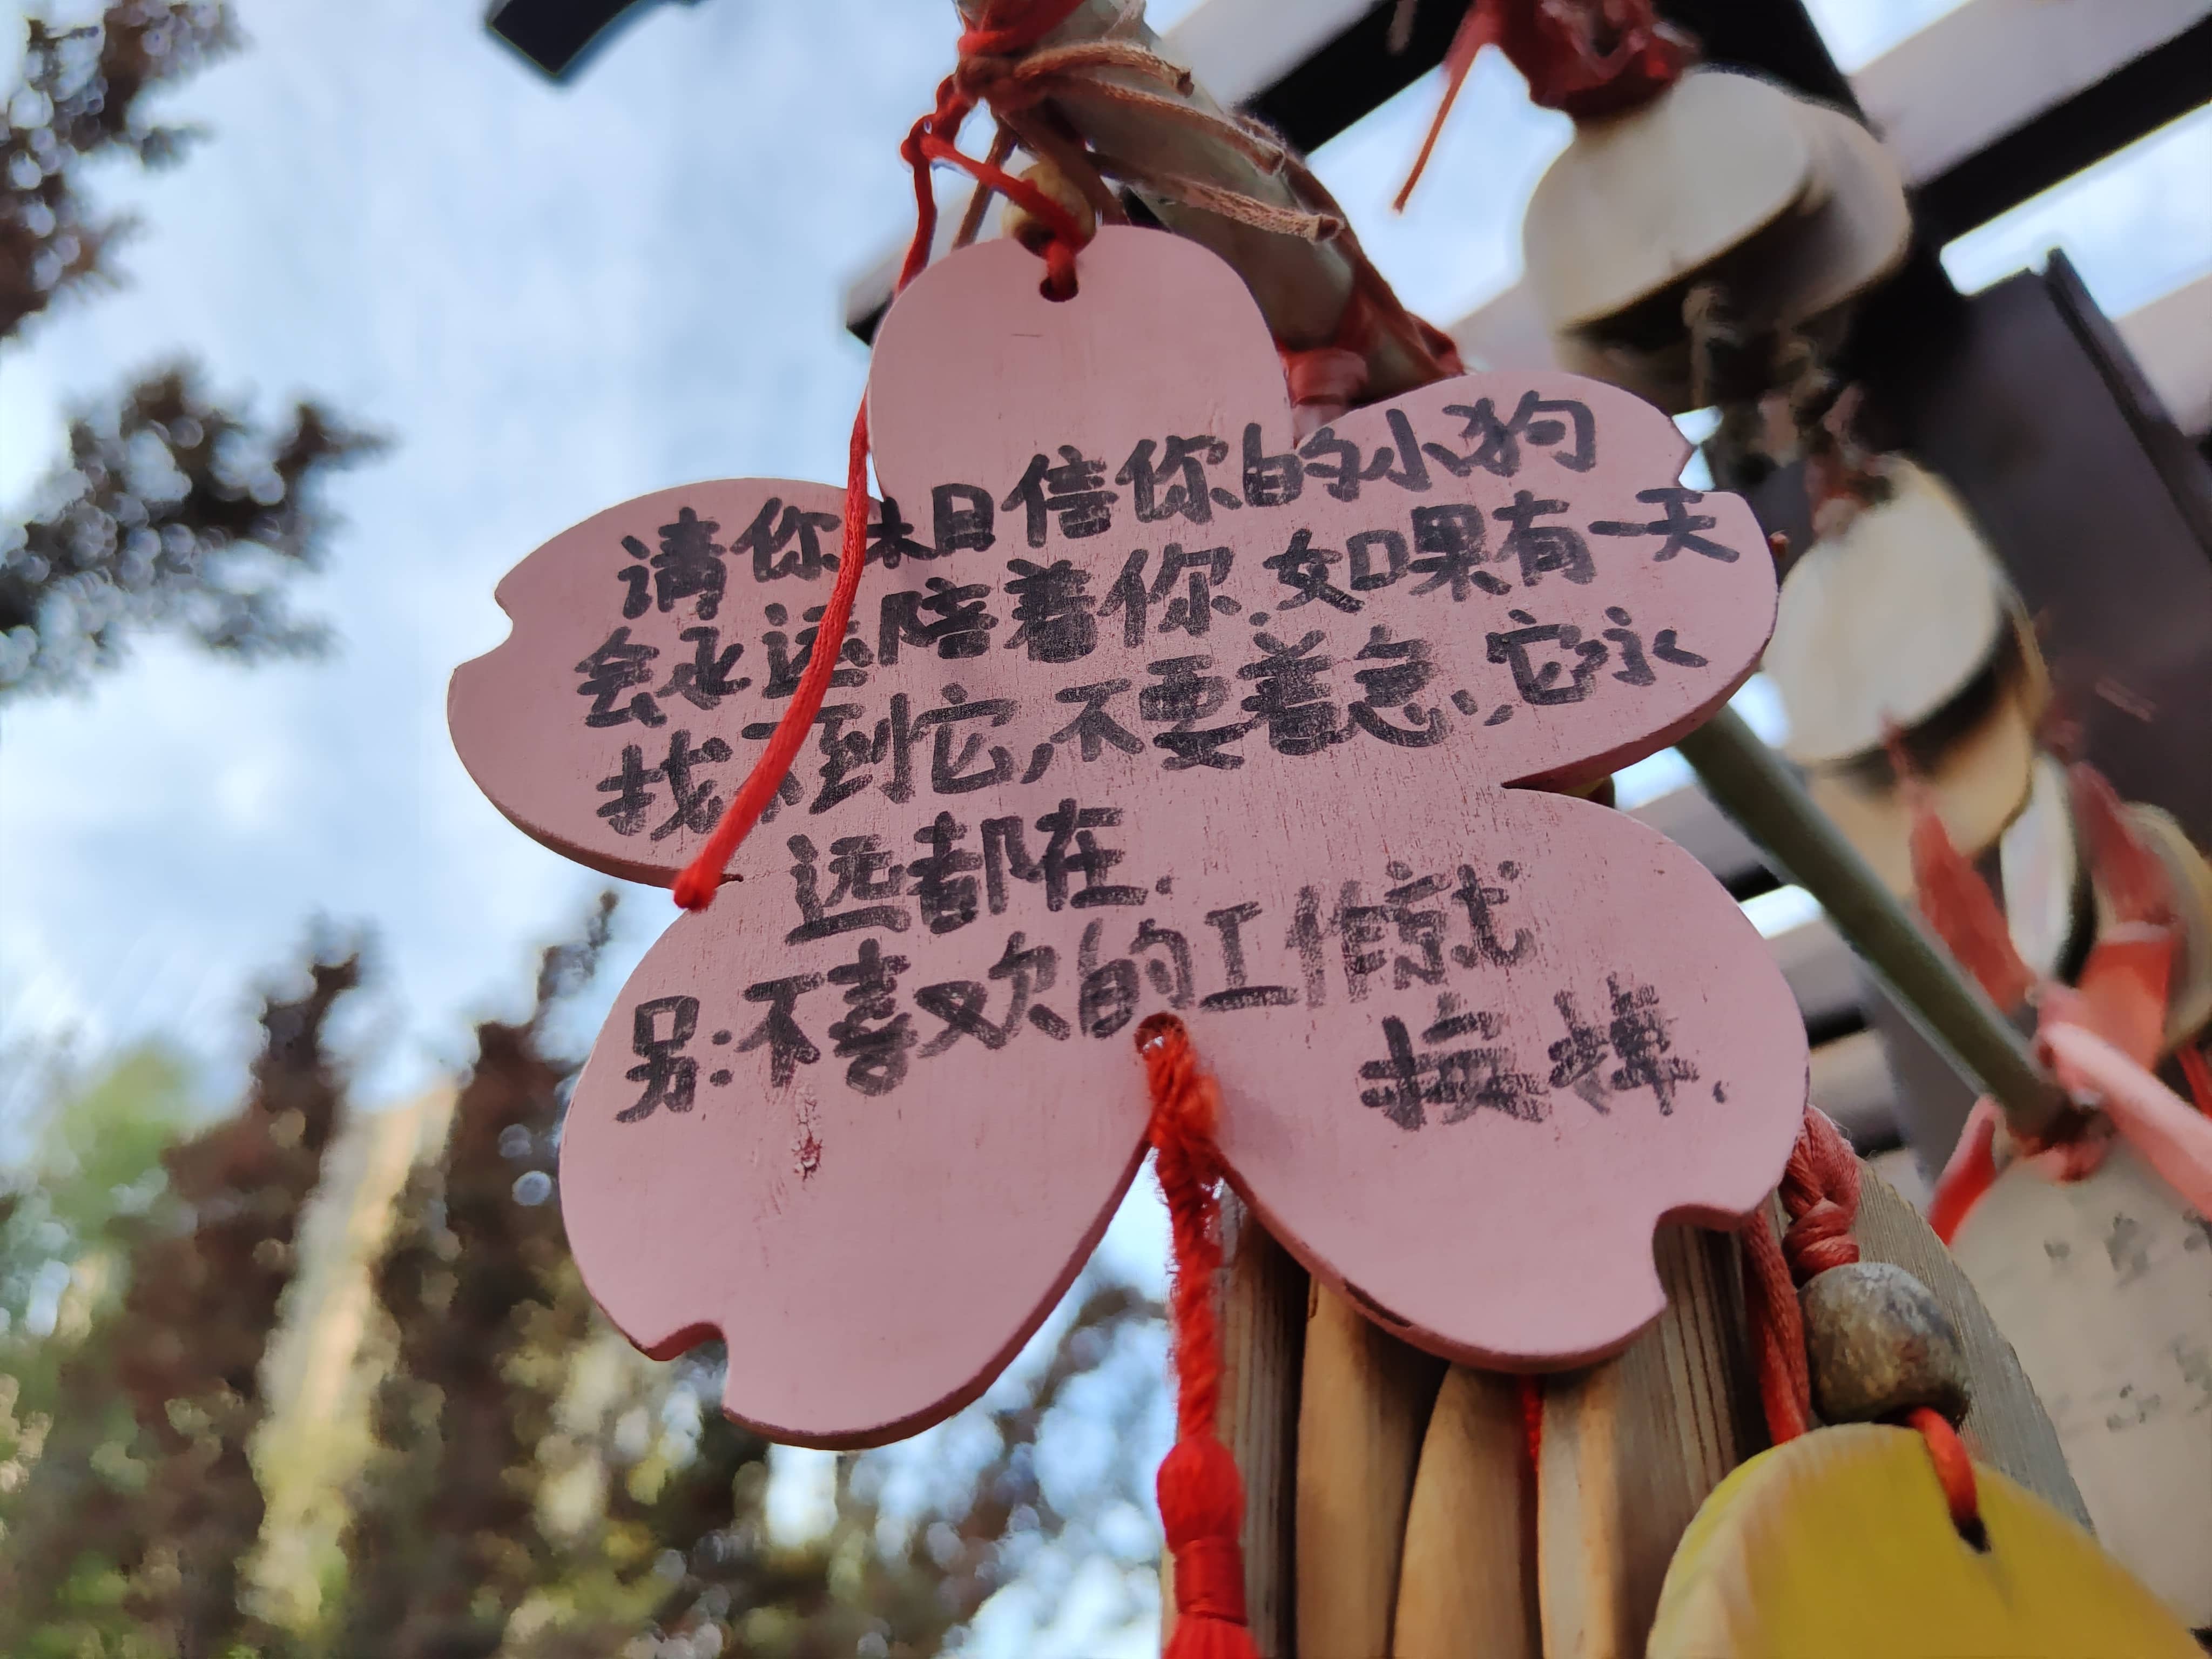 请你相信你的小狗
会永远陪着你.如果有一天
找不到它,不要着急,它永
远都在.
另:不喜欢的工作就
换掉.